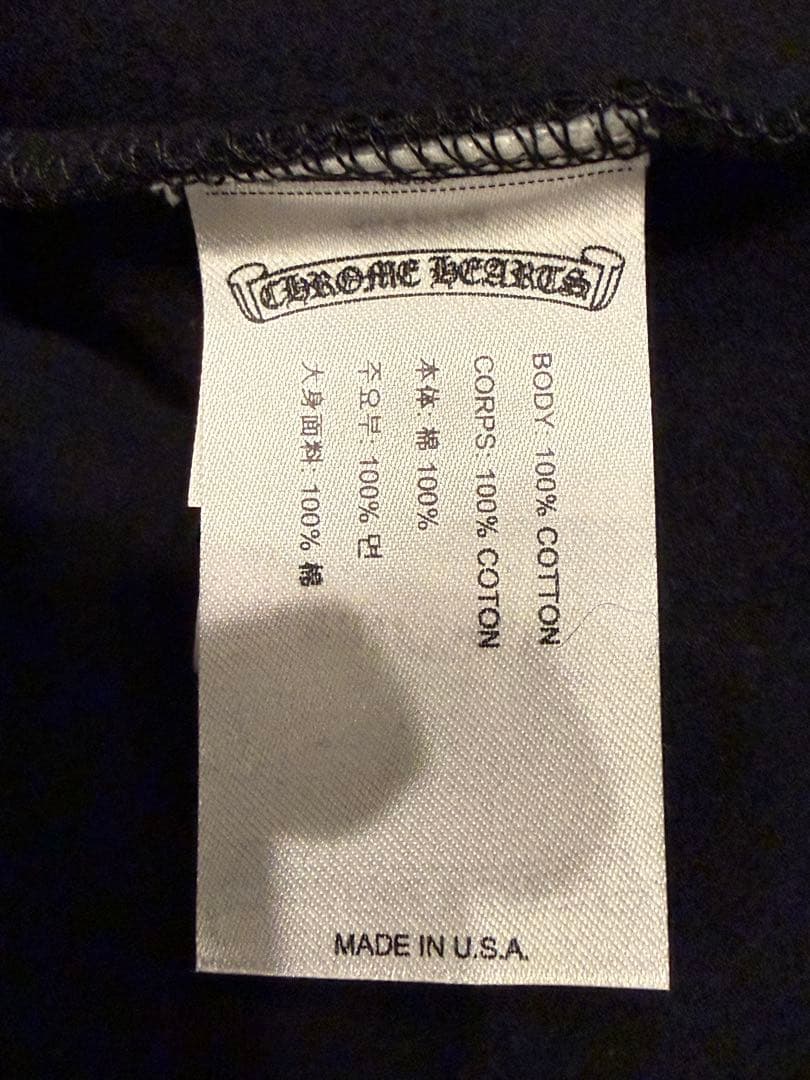 CHROME HEARTS
BODY: 100% COTTON
CORPS: 100% COTON
本体: 棉 100%
주요부: 100% 면
大身面料: 100% 棉
MADE IN U.S.A.